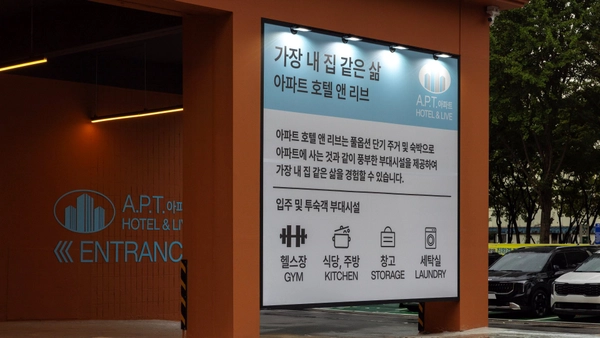 가장 내 집 같은 삶
아파트 호텔 앤 리브
A.P.T. 아파트
HOTEL & LIVE
아파트 호텔 앤 리브는 풀옵션 단기 주거 및 숙박으로
아파트에 사는 것과 같이 풍부한 부대시설을 제공하여
가장 내 집 같은 삶을 경험할 수 있습니다.
입주 및 투숙객 부대시설
헬스장
GYM
식당, 주방
KITCHEN
창고
STORAGE
세탁실
LAUNDRY
A.P.T. 아파
HOTEL & LIV
ENTRANC